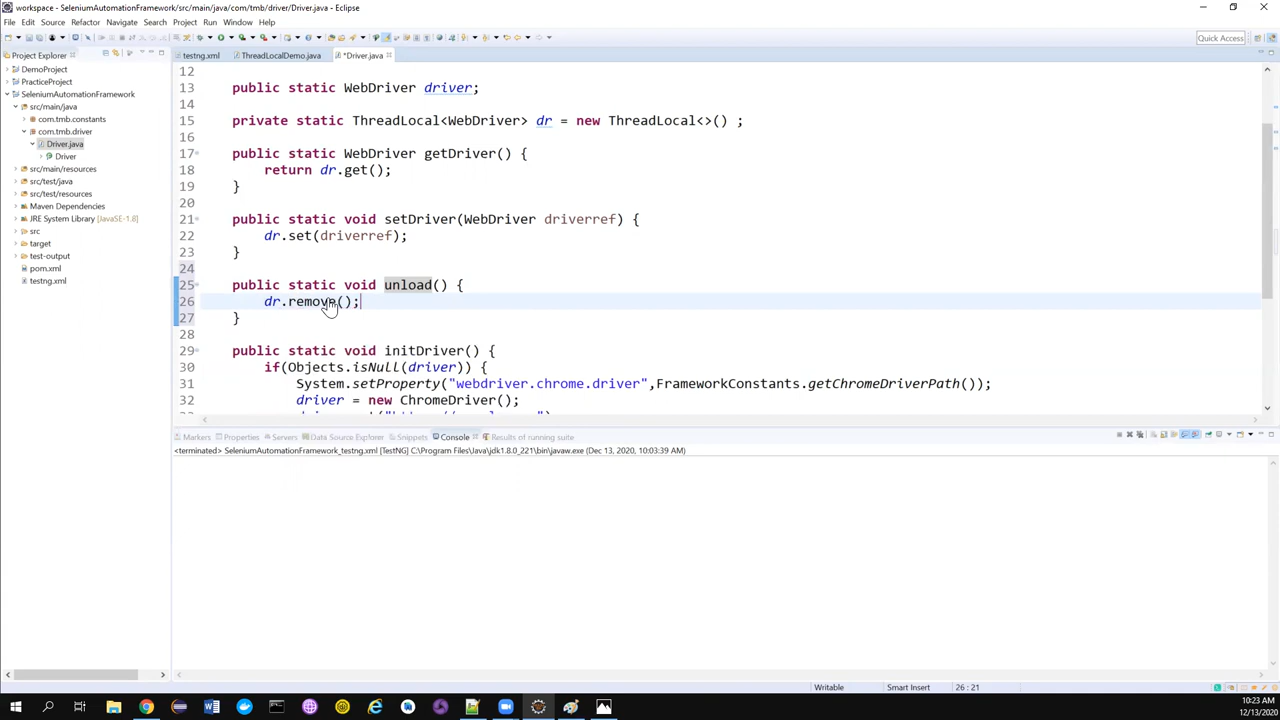 workspace - SeleniumAutomationFramework/src/main/java/com/tmb/driver/Driver.java - Eclipse
File Edit Source Refactor Navigate Search Project Run Window Help
Quick Access
Project Explorer
testng.xml ThreadLocalDemo.java *Driver.java
DemoProject
PracticeProject
SeleniumAutomationFramework
src/main/java
com.tmb.constants
com.tmb.driver
Driver.java
Driver
src/main/resources
src/test/java
src/test/resources
Maven Dependencies
JRE System Library [JavaSE-1.8]
src
target
test-output
pom.xml
testng.xml
12
13 public static WebDriver driver;
14
15 private static ThreadLocal<WebDriver> dr = new ThreadLocal<>() ;
16
17 public static WebDriver getDriver() {
18 return dr.get();
19 }
20
21 public static void setDriver(WebDriver driverref) {
22 dr.set(driverref);
23 }
24
25 public static void unload() {
26 dr.remove();
27 }
28
29 public static void initDriver() {
30 if(Objects.isNull(driver)) {
31 System.setProperty("webdriver.chrome.driver",FrameworkConstants.getChromeDriverPath());
32 driver = new ChromeDriver();
Markers Properties Servers Data Source Explorer Snippets Console Results of running suite
<terminated> SeleniumAutomationFramework_testng.xml [TestNG] C:\Program Files\Java\jdk1.8.0_221\bin\javaw.exe (Dec 13, 2020, 10:03:39 AM)
Writable Smart Insert 26 : 21
10:23 AM
12/13/2020